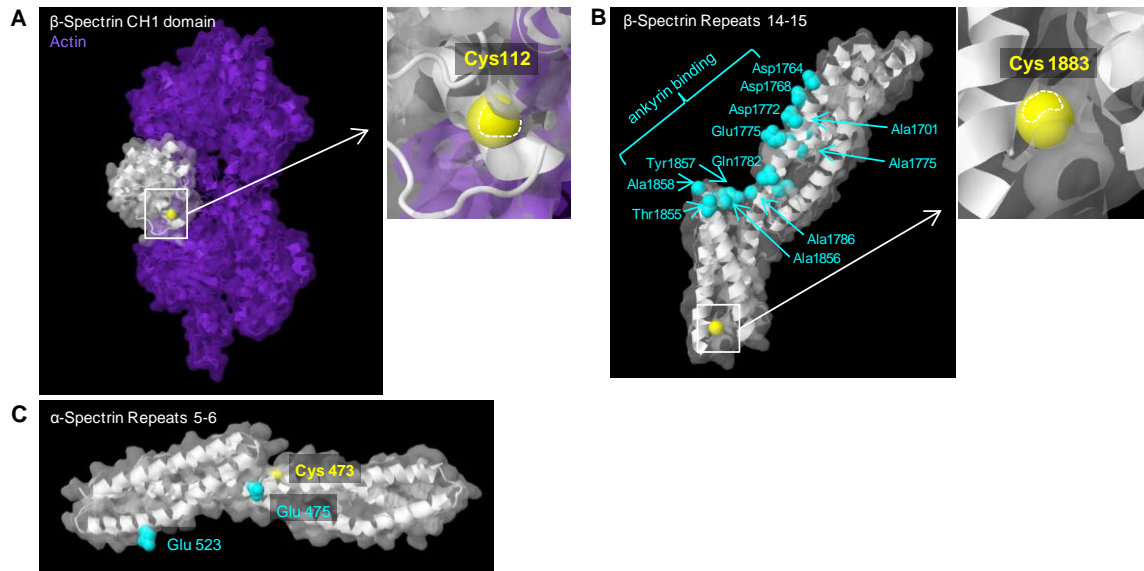 A
β-Spectrin CH1 domain
Actin
Cys112
B
β-Spectrin Repeats 14-15
ankyrin binding
Asp1764
Asp1768
Asp1772
Glu1775
Ala1701
Ala1775
Tyr1857
Gln1782
Ala1858
Thr1855
Ala1786
Ala1856
Cys 1883
C
α-Spectrin Repeats 5-6
Cys 473
Glu 475
Glu 523